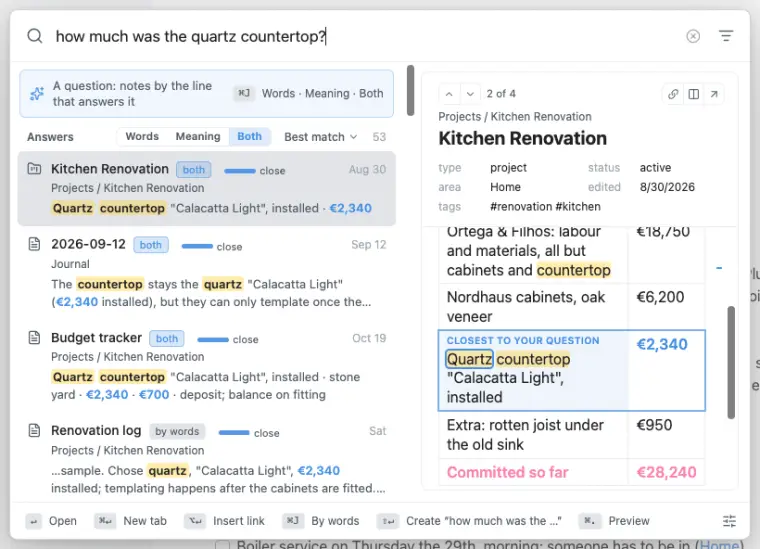 how much was the quartz countertop?
A question: notes by the line
that answers it
⌘J Words · Meaning · Both
Answers Words Meaning Both Best match 53
Kitchen Renovation both close Aug 30
Projects / Kitchen Renovation
Quartz countertop "Calacatta Light", installed · €2,340
2026-09-12 both close Sep 12
Journal
The countertop stays the quartz "Calacatta Light"
(€2,340 installed), but they can only template once the…
Budget tracker both close Oct 19
Projects / Kitchen Renovation
Quartz countertop "Calacatta Light", installed · stone
yard · €2,340 · €700 · deposit; balance on fitting
Renovation log by words close Sat
Projects / Kitchen Renovation
…sample. Chose quartz, "Calacatta Light", €2,340
installed; templating happens after the cabinets are fitted.…
2 of 4
Projects / Kitchen Renovation
Kitchen Renovation
type project status active
area Home edited 8/30/2026
tags #renovation #kitchen
Ortega & Filhos: labour €18,750
and materials, all but
cabinets and countertop
Nordhaus cabinets, oak €6,200
veneer
CLOSEST TO YOUR QUESTION €2,340
Quartz countertop
"Calacatta Light",
installed
Extra: rotten joist under €950
the old sink
Committed so far €28,240
↵ Open ⌘↵ New tab ⌥↵ Insert link ⌘J By words ⇧↵ Create "how much was the …" ⌘. Preview
Boiler service on Thursday the 29th, morning: someone has to be in (Home)